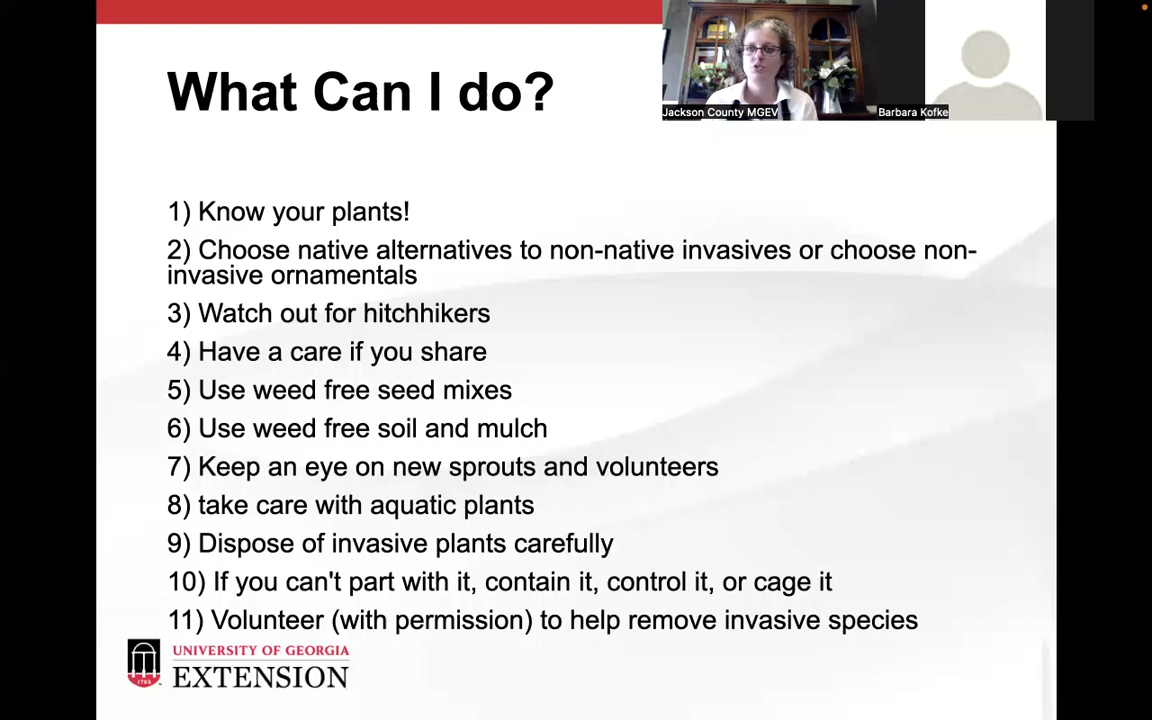 What Can I do?
Jackson County MGEV
Barbara Kofke
1) Know your plants!
2) Choose native alternatives to non-native invasives or choose non-
invasive ornamentals
3) Watch out for hitchhikers
4) Have a care if you share
5) Use weed free seed mixes
6) Use weed free soil and mulch
7) Keep an eye on new sprouts and volunteers
8) take care with aquatic plants
9) Dispose of invasive plants carefully
10) If you can't part with it, contain it, control it, or cage it
11) Volunteer (with permission) to help remove invasive species
1785
UNIVERSITY OF GEORGIA
EXTENSION